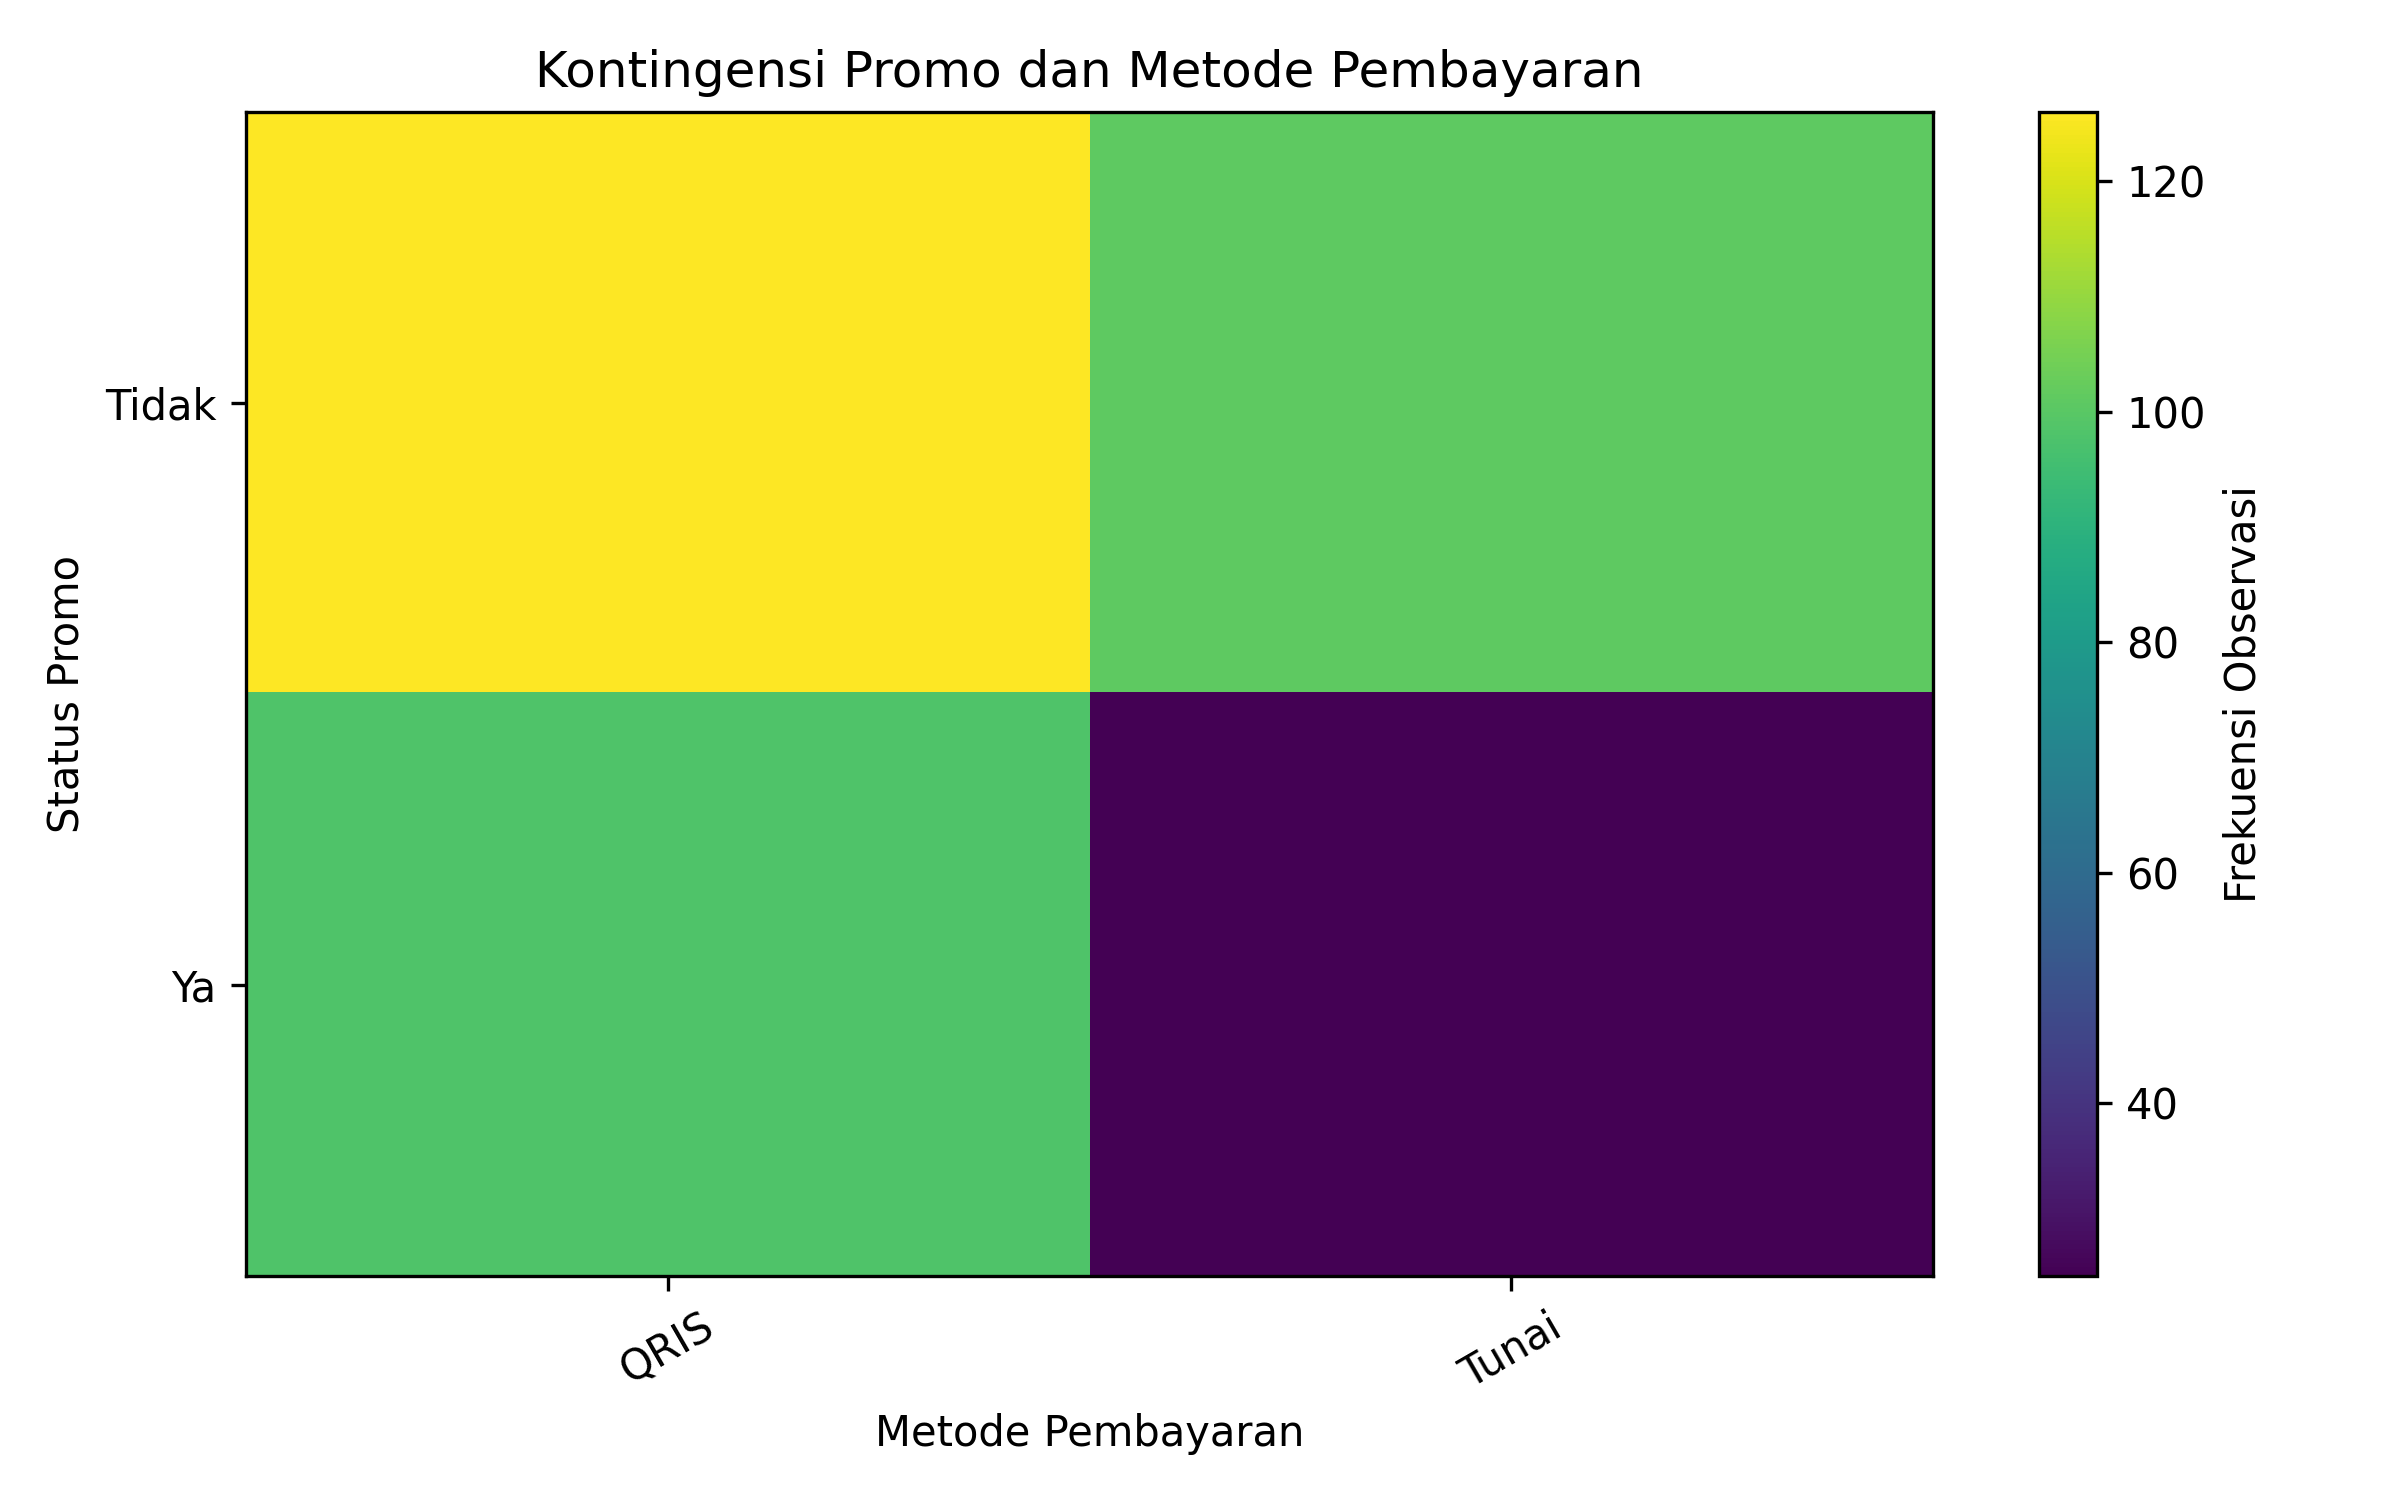 Kontingensi Promo dan Metode Pembayaran
Status Promo
Tidak
Ya
QRIS
Tunai
Metode Pembayaran
120
100
80
60
40
Frekuensi Observasi